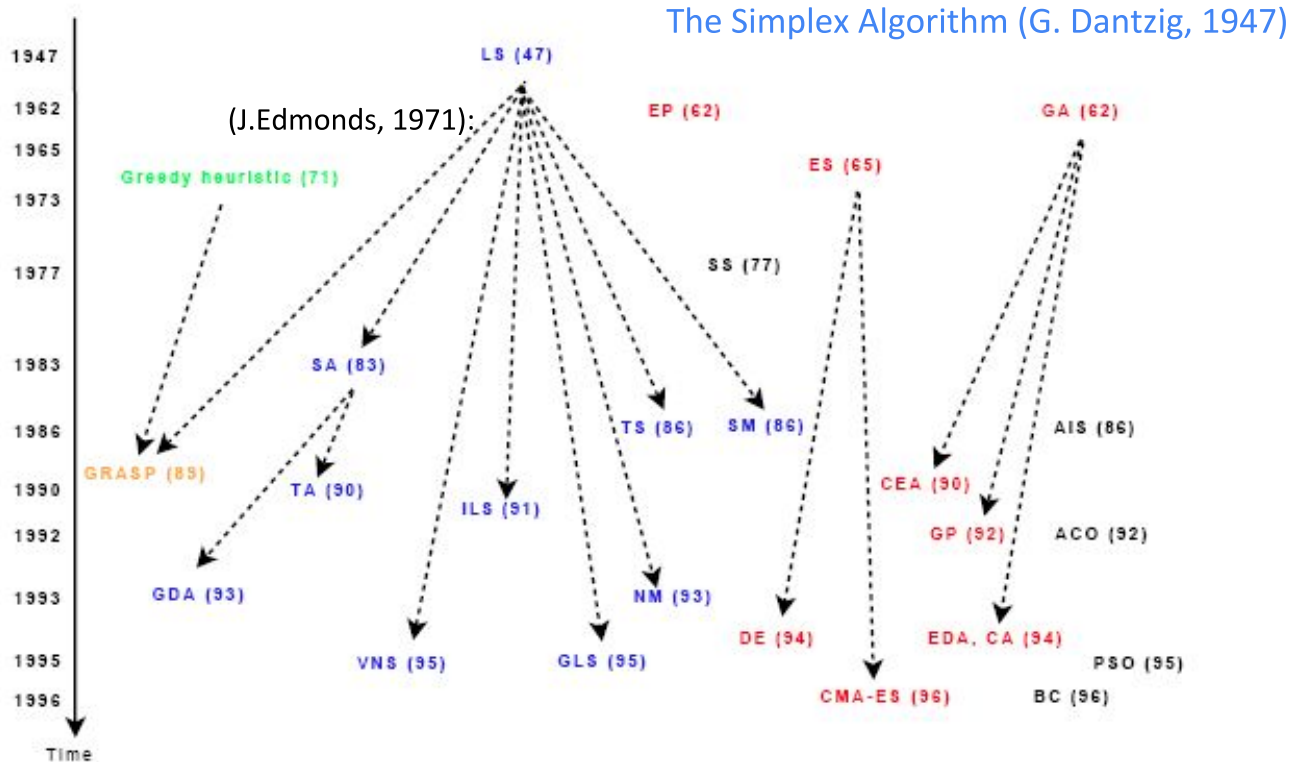 The Simplex Algorithm (G. Dantzig, 1947)
1947
LS (47)
1962
(J.Edmonds, 1971):
EP (62)
GA (62)
1965
ES (65)
Greedy heuristic (71)
1973
SS (77)
1977
1983
SA (83)
1986
TS (86)
SM (86)
AIS (86)
GRASP (89)
1990
TA (90)
CEA (90)
ILS (91)
1992
GP (92)
ACO (92)
1993
GDA (93)
NM (93)
DE (94)
EDA, CA (94)
1995
VNS (95)
GLS (95)
PSO (95)
1996
CMA-ES (96)
BC (96)
Time